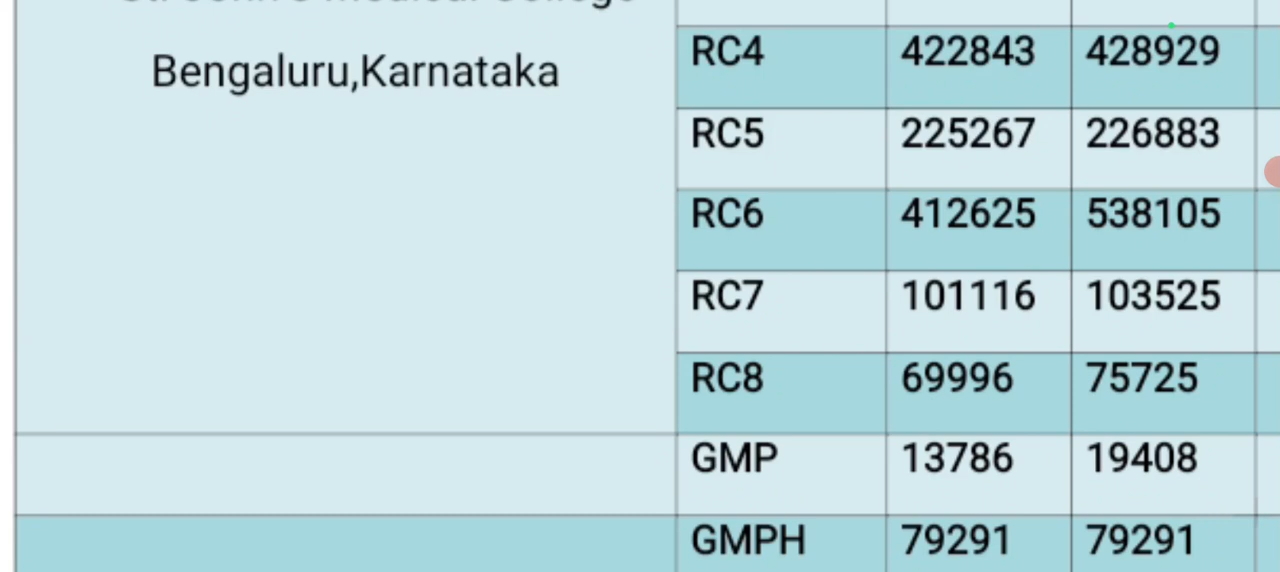 Bengaluru,Karnataka
RC4 422843 428929
RC5 225267 226883
RC6 412625 538105
RC7 101116 103525
RC8 69996 75725
GMP 13786 19408
GMPH 79291 79291